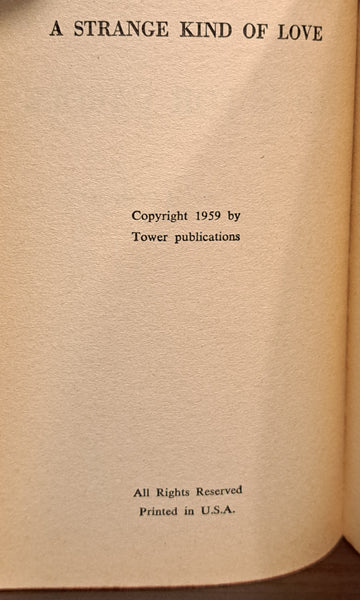 A STRANGE KIND OF LOVE
Copyright 1959 by
Tower publications
All Rights Reserved
Printed in U.S.A.